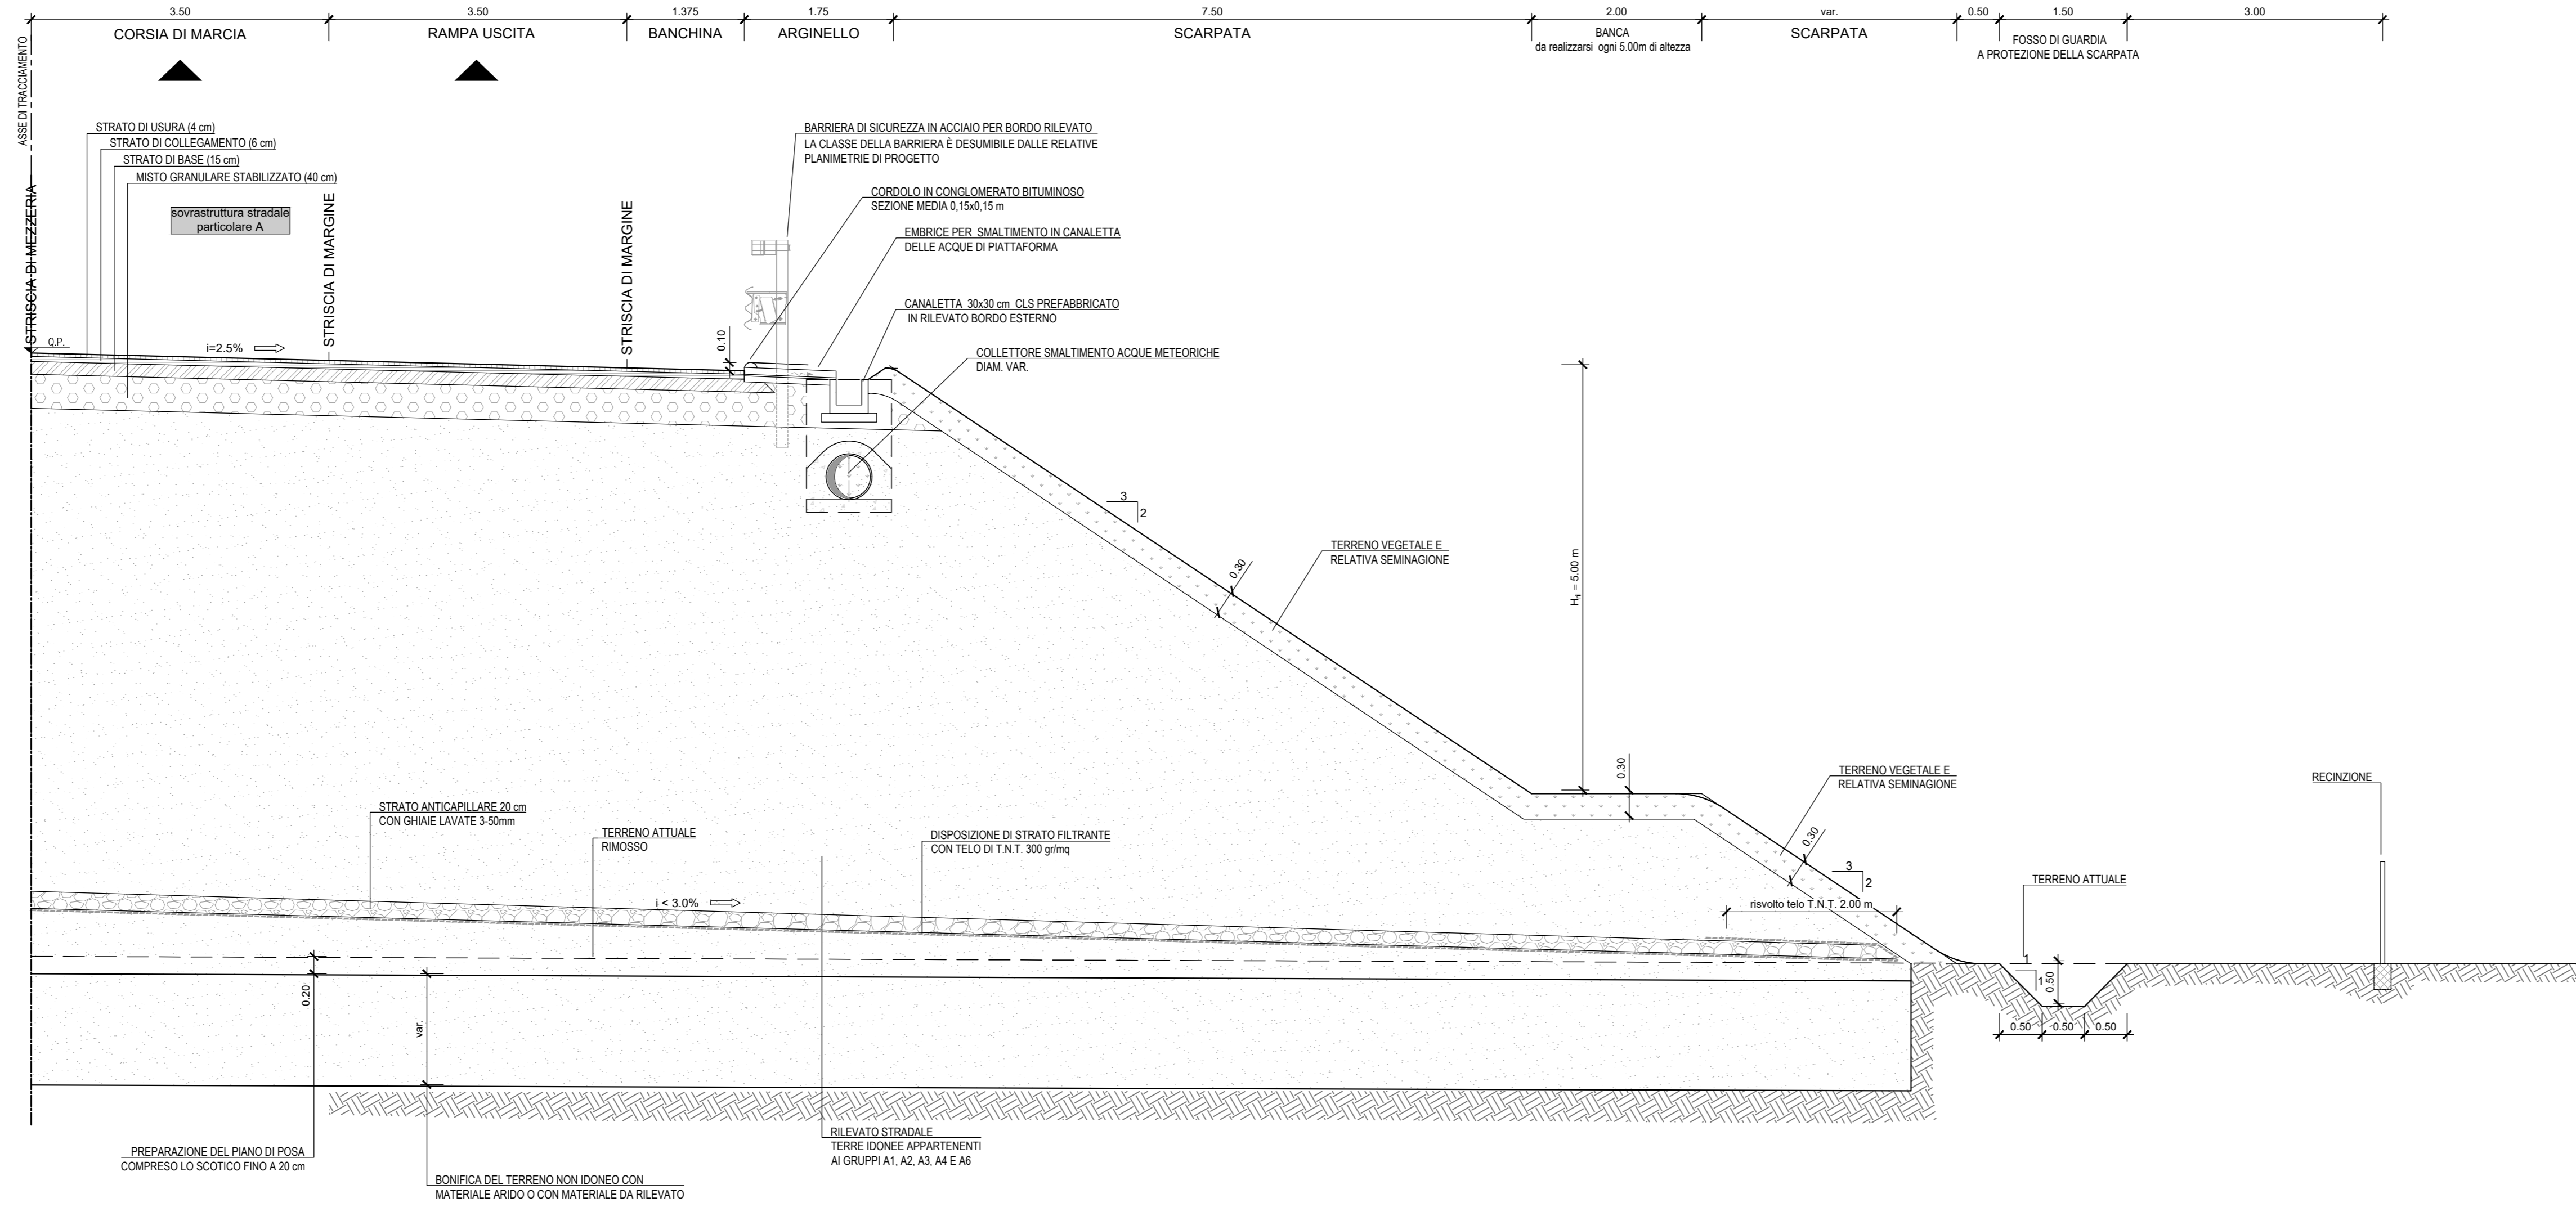 3.50
3.50
1.375
1.75
7.50
2.00
var.
0.50
1.50
3.00
CORSIA DI MARCIA
RAMPA USCITA
BANCHINA
ARGINELLO
SCARPATA
BANCA
da realizzarsi ogni 5.00m di altezza
SCARPATA
FOSSO DI GUARDIA
A PROTEZIONE DELLA SCARPATA
ASSE DI TRACCIAMENTO
STRATO DI USURA (4 cm)
STRATO DI COLLEGAMENTO (6 cm)
STRATO DI BASE (15 cm)
MISTO GRANULARE STABILIZZATO (40 cm)
sovrastruttura stradale
particolare A
STRISCIA DI MEZZERIA
STRISCIA DI MARGINE
STRISCIA DI MARGINE
BARRIERA DI SICUREZZA IN ACCIAIO PER BORDO RILEVATO
LA CLASSE DELLA BARRIERA È DESUMIBILE DALLE RELATIVE
PLANIMETRIE DI PROGETTO
CORDOLO IN CONGLOMERATO BITUMINOSO
SEZIONE MEDIA 0,15x0,15 m
EMBRICE PER SMALTIMENTO IN CANALETTA
DELLE ACQUE DI PIATTAFORMA
CANALETTA 30x30 cm CLS PREFABBRICATO
IN RILEVATO BORDO ESTERNO
COLLETTORE SMALTIMENTO ACQUE METEORICHE
DIAM. VAR.
Q.P.
i=2.5%
0.10
3
2
0.30
TERRENO VEGETALE E
RELATIVA SEMINAGIONE
Hril = 5.00 m
0.30
TERRENO VEGETALE E
RELATIVA SEMINAGIONE
0.30
3
2
RECINZIONE
STRATO ANTICAPILLARE 20 cm
CON GHIAIE LAVATE 3-50mm
TERRENO ATTUALE
RIMOSSO
DISPOSIZIONE DI STRATO FILTRANTE
CON TELO DI T.N.T. 300 gr/mq
i < 3.0%
risvolto telo T.N.T. 2.00 m
TERRENO ATTUALE
1
1
0.50
0.50
0.50
0.50
0.20
var.
PREPARAZIONE DEL PIANO DI POSA
COMPRESO LO SCOTICO FINO A 20 cm
BONIFICA DEL TERRENO NON IDONEO CON
MATERIALE ARIDO O CON MATERIALE DA RILEVATO
RILEVATO STRADALE
TERRE IDONEE APPARTENENTI
AI GRUPPI A1, A2, A3, A4 E A6